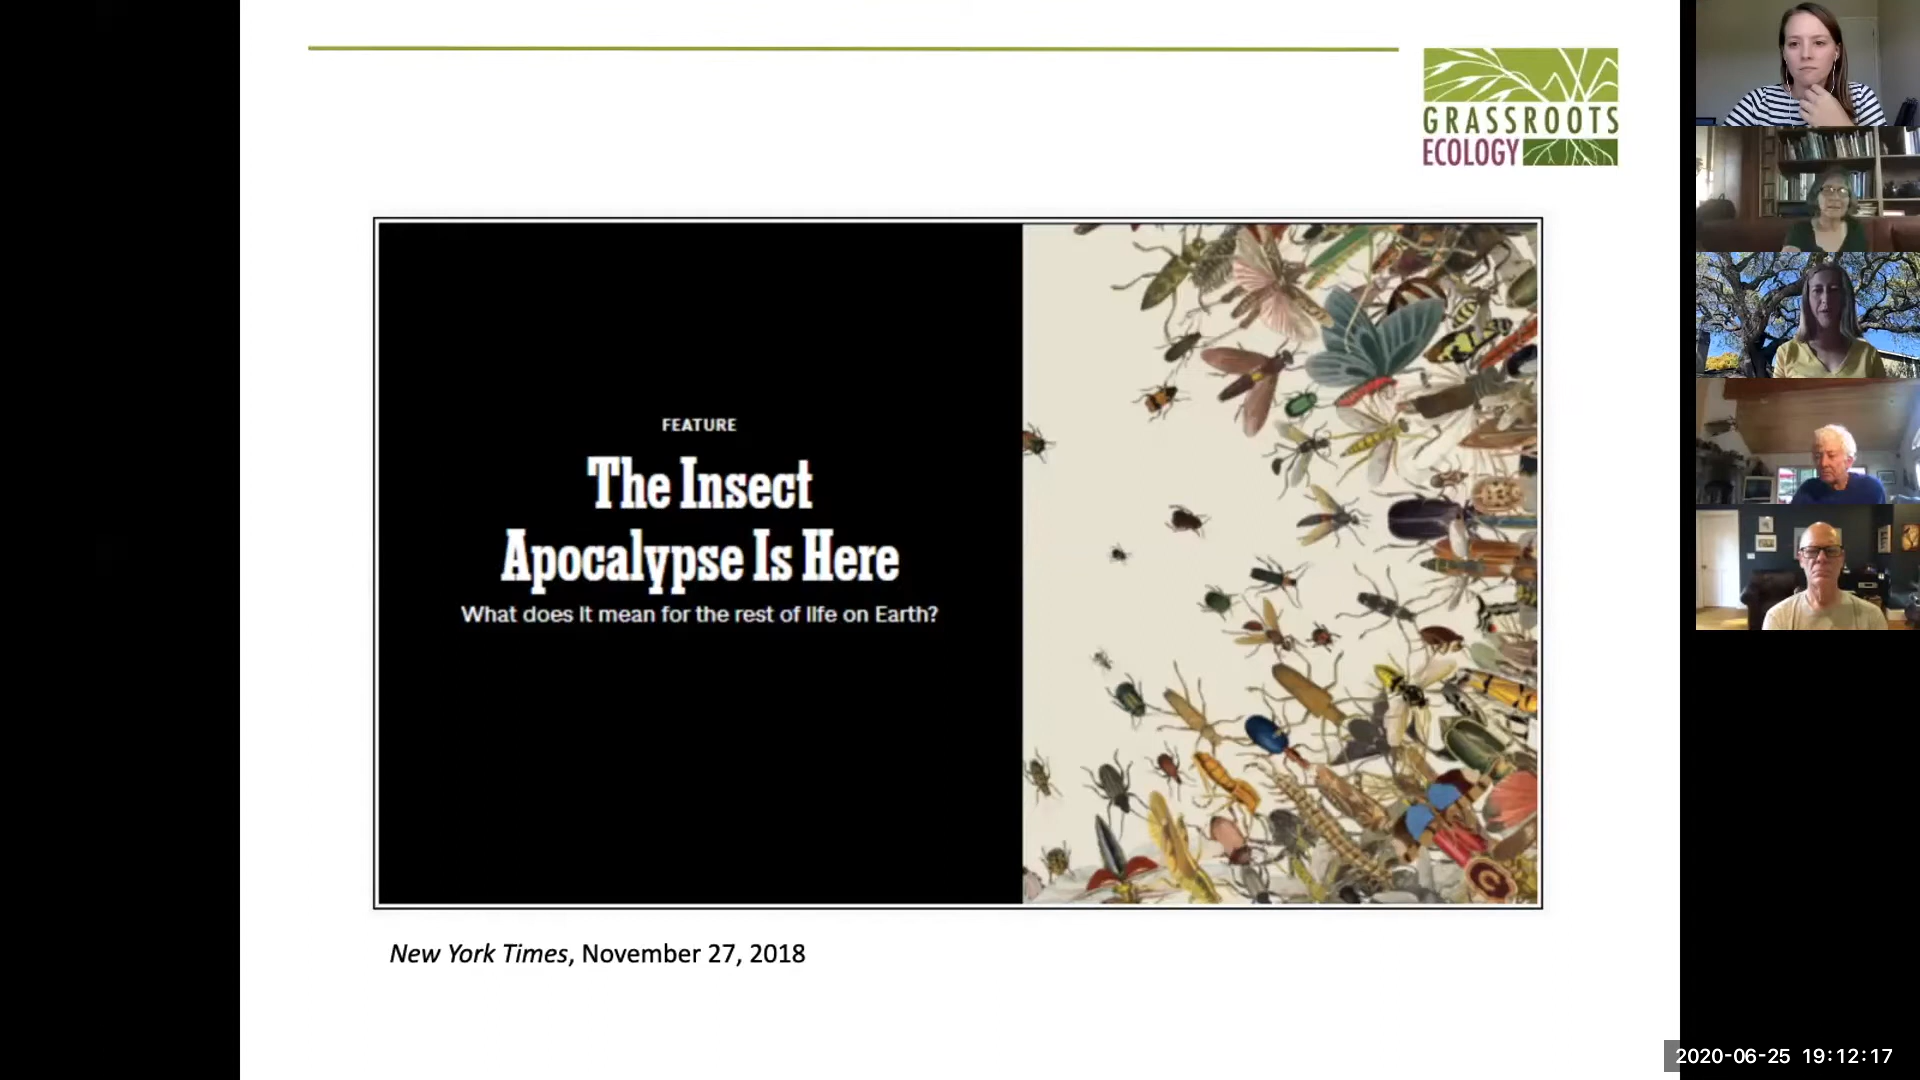 GRASSROOTS
ECOLOGY
FEATURE
The Insect
Apocalypse Is Here
What does it mean for the rest of life on Earth?
New York Times, November 27, 2018
2020-06-25 19:12:17